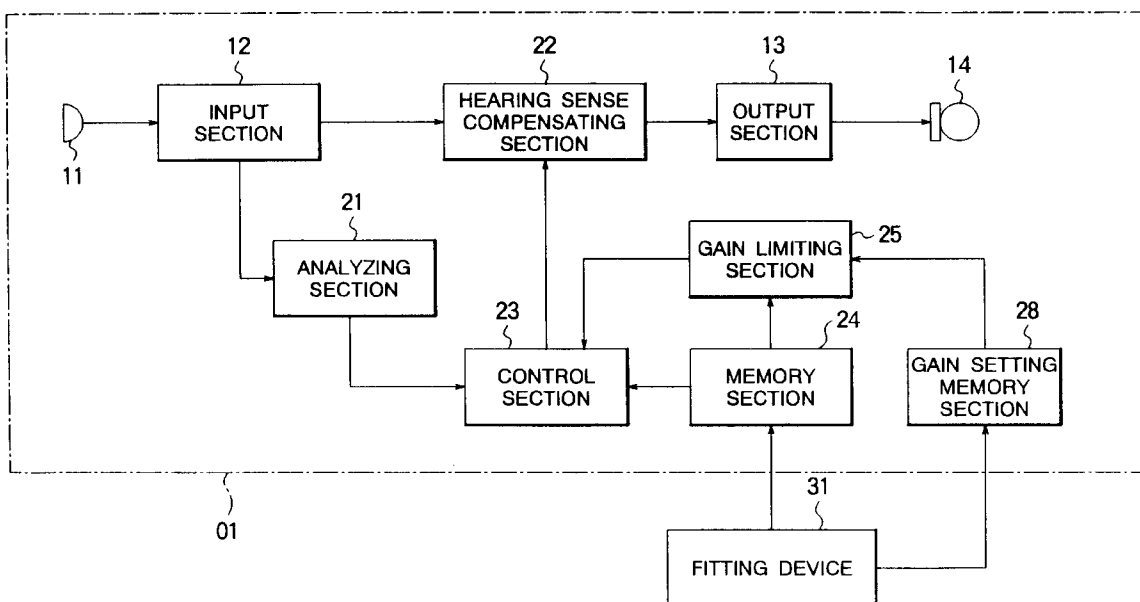 12
22
13
14
INPUT
SECTION
HEARING SENSE
COMPENSATING
SECTION
OUTPUT
SECTION
11
21
ANALYZING
SECTION
25
GAIN LIMITING
SECTION
23
24
28
CONTROL
SECTION
MEMORY
SECTION
GAIN SETTING
MEMORY
SECTION
01
31
FITTING DEVICE